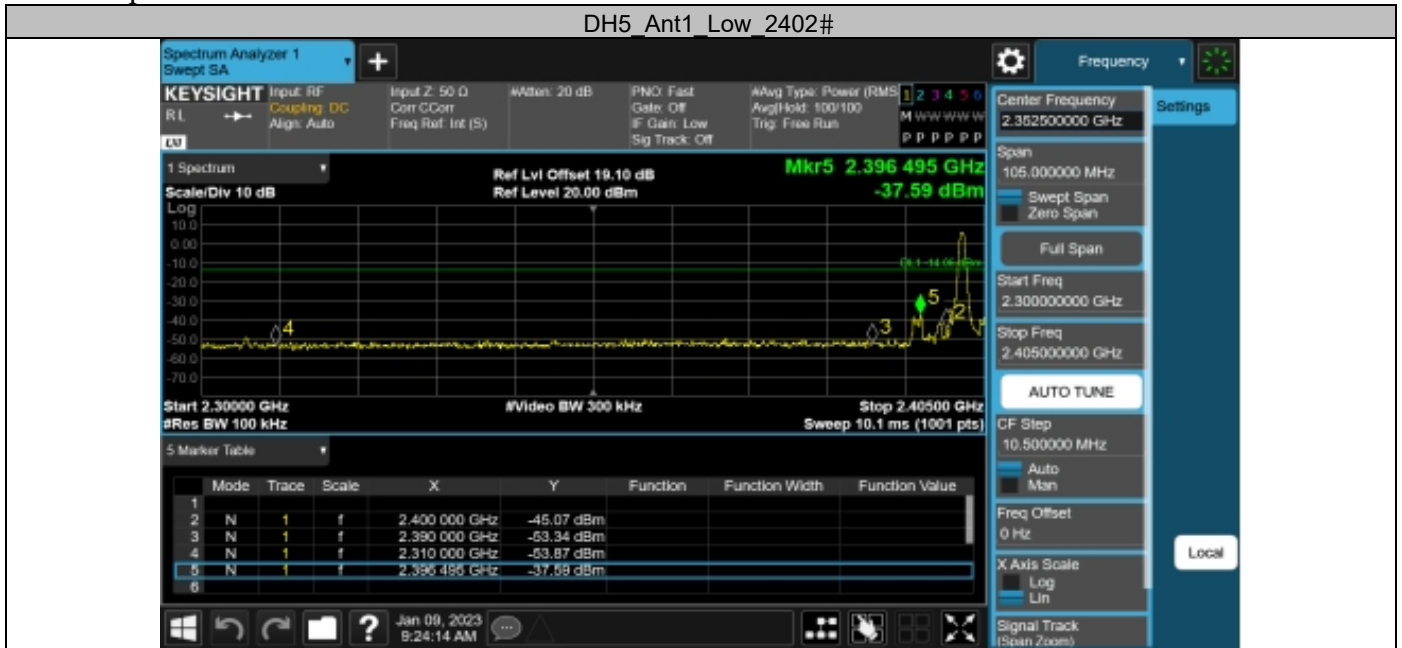 DH5_Ant1_Low_2402#
Spectrum Analyzer 1
Swept SA
+
Frequency
KEYSIGHT
RL
Input: RF
Coupling: DC
Align: Auto
Input Z: 50 Ω
Corr CCorr
Freq Ref: Int (S)
#Atten: 20 dB
PNO: Fast
Gate: Off
IF Gain: Low
Sig Track: Off
#Avg Type: Power (RMS
Avg|Hold: 100/100
Trig: Free Run
1 2 3 4 5 6
M W W W W W
P P P P P P
1 Spectrum
Scale/Div 10 dB
Ref Lvl Offset 19.10 dB
Ref Level 20.00 dBm
Mkr5 2.396 495 GHz
-37.59 dBm
Log
10.0
0.00
-10.0
-20.0
-30.0
-40.0
-50.0
-60.0
-70.0
4
3
5
2
Start 2.30000 GHz
#Res BW 100 kHz
#Video BW 300 kHz
Stop 2.40500 GHz
Sweep 10.1 ms (1001 pts)
5 Marker Table
Mode Trace Scale X Y Function Function Width Function Value
1
2 N 1 f 2.400 000 GHz -45.07 dBm
3 N 1 f 2.390 000 GHz -53.34 dBm
4 N 1 f 2.310 000 GHz -53.87 dBm
5 N 1 f 2.396 495 GHz -37.59 dBm
6
Center Frequency
2.352500000 GHz
Settings
Span
105.000000 MHz
Swept Span
Zero Span
Full Span
Start Freq
2.300000000 GHz
Stop Freq
2.405000000 GHz
AUTO TUNE
CF Step
10.500000 MHz
Auto
Man
Freq Offset
0 Hz
Local
X Axis Scale
Log
Lin
Signal Track
(Span Zoom)
?
Jan 09, 2023
9:24:14 AM